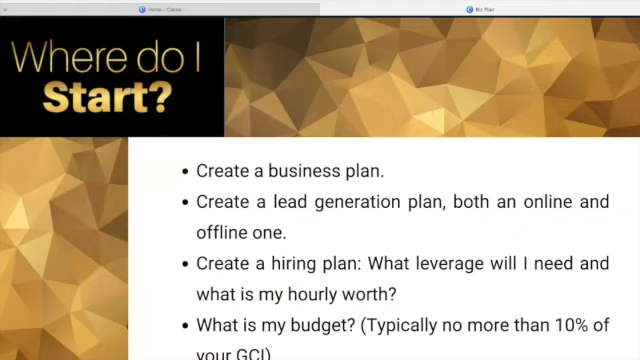 Home - Canva
Biz Plan
Where do I
Start?
• Create a business plan.
• Create a lead generation plan, both an online and
offline one.
• Create a hiring plan: What leverage will I need and
what is my hourly worth?
• What is my budget? (Typically no more than 10% of
your GCI)